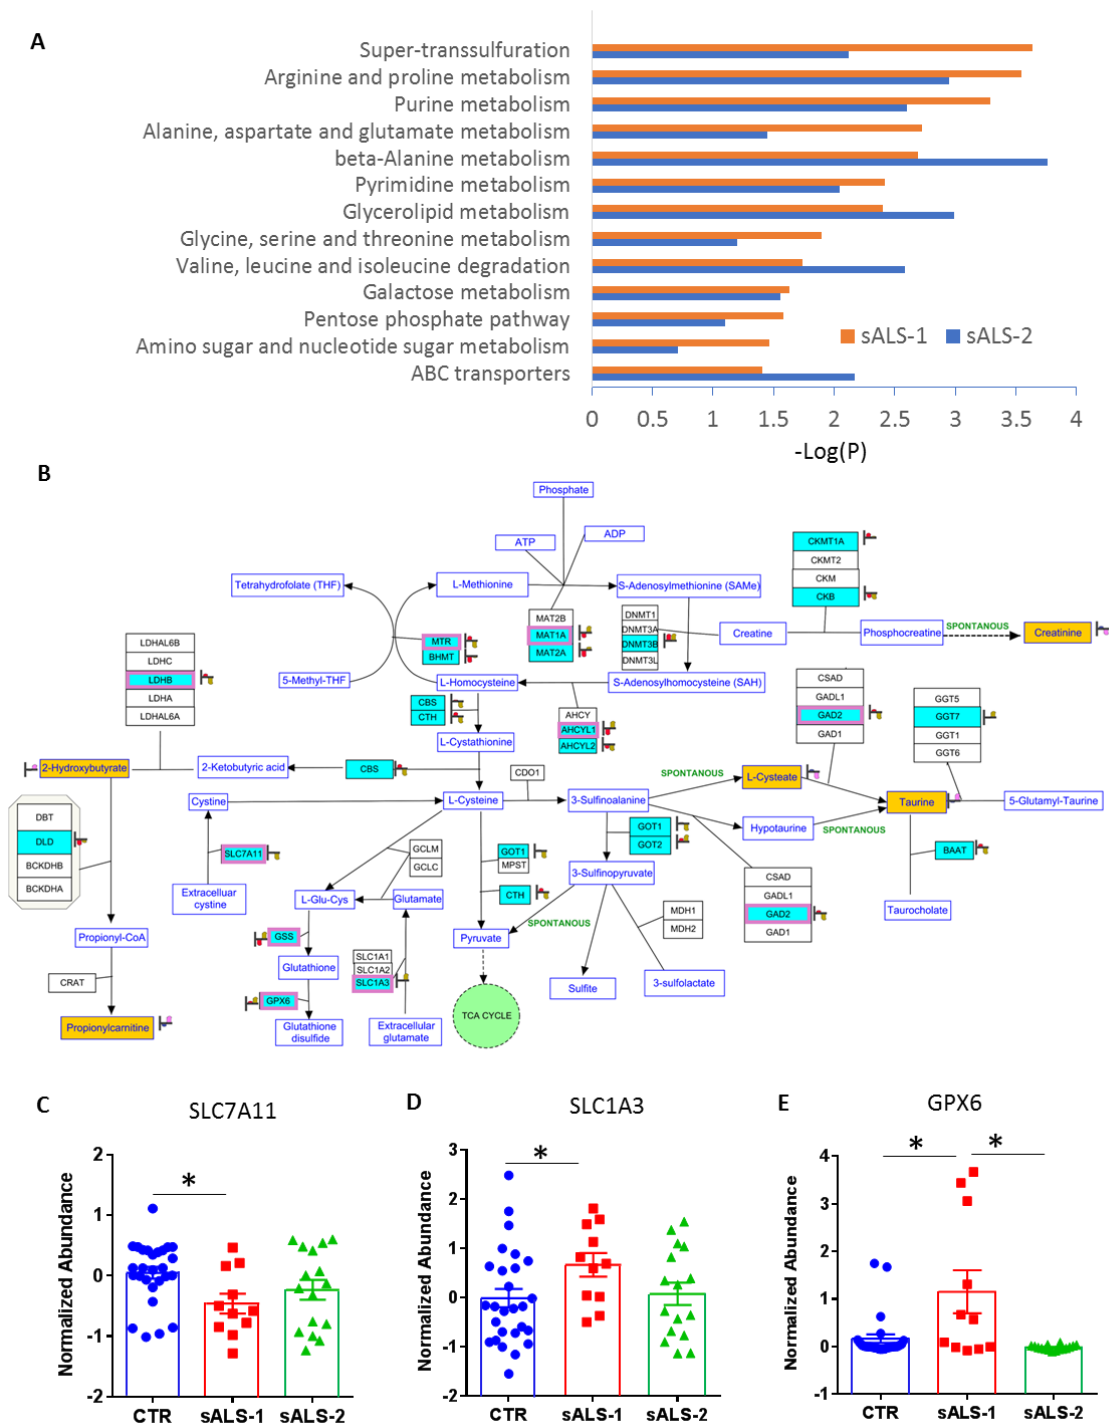 A
Super-transsulfuration
Arginine and proline metabolism
Purine metabolism
Alanine, aspartate and glutamate metabolism
beta-Alanine metabolism
Pyrimidine metabolism
Glycerolipid metabolism
Glycine, serine and threonine metabolism
Valine, leucine and isoleucine degradation
Galactose metabolism
Pentose phosphate pathway
Amino sugar and nucleotide sugar metabolism
ABC transporters
sALS-1 sALS-2
0 0.5 1 1.5 2 2.5 3 3.5 4
-Log(P)
B
Phosphate
ATP
ADP
Tetrahydrofolate (THF)
L-Methionine
S-Adenosylmethionine (SAMe)
MAT2B
MAT1A
MAT2A
DNMT1
DNMT3A
DNMT3B
DNMT3L
CKMT1A
CKMT2
CKM
CKB
Creatine
Phosphocreatine
SPONTANOUS
Creatinine
MTR
BHMT
LDHAL6B
LDHC
LDHB
LDHA
LDHAL6A
5-Methyl-THF
L-Homocysteine
S-Adenosylhomocysteine (SAH)
CBS
CTH
AHCY
AHCYL1
AHCYL2
CSAD
GADL1
GAD2
GAD1
GGT5
GGT7
GGT1
GGT6
L-Cystathionine
2-Hydroxybutyrate
2-Ketobutyric acid
CBS
CDO1
SPONTANOUS
L-Cysteate
Cystine
L-Cysteine
3-Sulfinoalanine
Taurine
5-Glutamyl-Taurine
Hypotaurine
SPONTANOUS
DBT
DLD
BCKDHB
BCKDHA
SLC7A11
GCLM
GCLC
GOT1
MPST
GOT1
GOT2
BAAT
Extracelluar
cystine
L-Glu-Cys
Glutamate
CTH
3-Sulfinopyruvate
CSAD
GADL1
GAD2
GAD1
Taurocholate
SPONTANOUS
MDH1
MDH2
Propionyl-CoA
GSS
Pyruvate
Glutathione
SLC1A1
SLC1A2
SLC1A3
CRAT
Sulfite
3-sulfolactate
GPX6
TCA CYCLE
Propionylcarnitine
Glutathione
disulfide
Extracellular
glutamate
C
SLC7A11
Normalized Abundance
2
1
0
-1
-2
*
CTR sALS-1 sALS-2
D
SLC1A3
Normalized Abundance
3
2
1
0
-1
-2
*
CTR sALS-1 sALS-2
E
GPX6
Normalized Abundance
4
3
2
1
0
-1
* *
CTR sALS-1 sALS-2